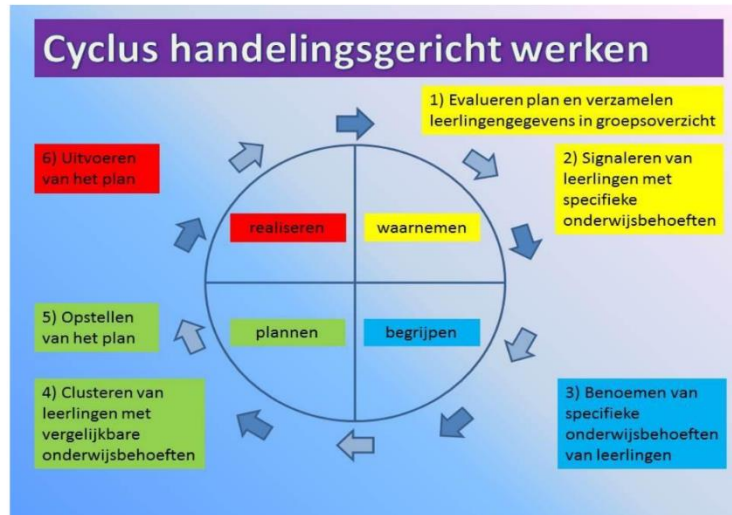 Cyclus handelingsgericht werken
1) Evalueren plan en verzamelen
leerlingengegevens in groepsoverzicht
2) Signaleren van
leerlingen met
specifieke
onderwijsbehoeften
3) Benoemen van
specifieke
onderwijsbehoeften
van leerlingen
4) Clusteren van
leerlingen met
vergelijkbare
onderwijsbehoeften
5) Opstellen
van het plan
6) Uitvoeren
van het plan
realiseren
waarnemen
plannen
begrijpen